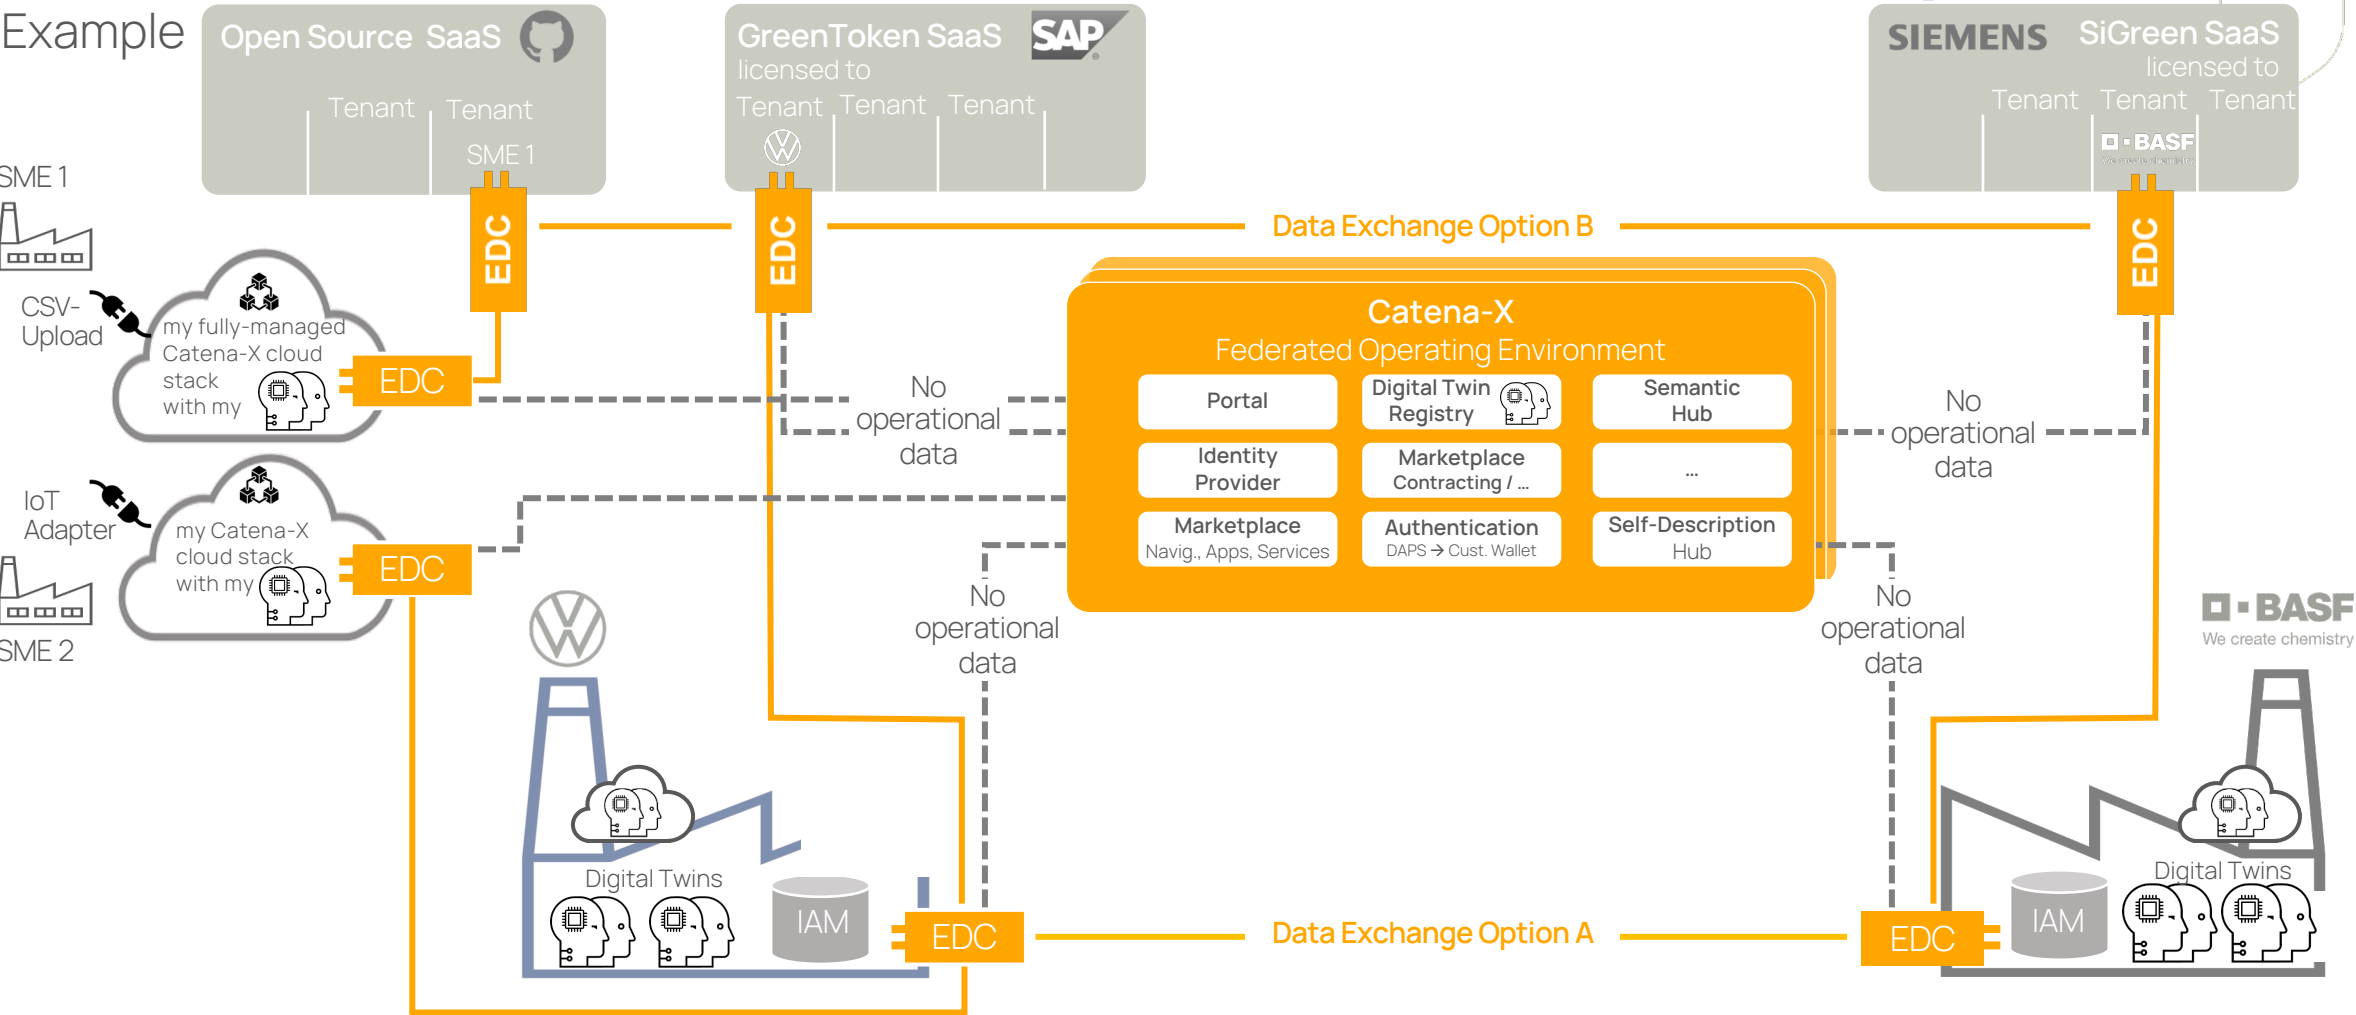 Example
Open Source SaaS
Tenant
Tenant
SME 1
GreenToken SaaS
SAP
licensed to
Tenant
Tenant
Tenant
SIEMENS
SiGreen SaaS
licensed to
Tenant
Tenant
Tenant
BASF
We create chemistry
SME 1
EDC
EDC
Data Exchange Option B
EDC
CSV-
Upload
my fully-managed
Catena-X cloud
stack
with my
EDC
Catena-X
Federated Operating Environment
Portal
Digital Twin
Registry
Semantic
Hub
Identity
Provider
Marketplace
Contracting / ...
...
Marketplace
Navig., Apps, Services
Authentication
DAPS → Cust. Wallet
Self-Description
Hub
No
operational
data
No
operational
data
IoT
Adapter
my Catena-X
cloud stack
with my
EDC
SME 2
No
operational
data
No
operational
data
BASF
We create chemistry
Digital Twins
IAM
EDC
Data Exchange Option A
EDC
IAM
Digital Twins